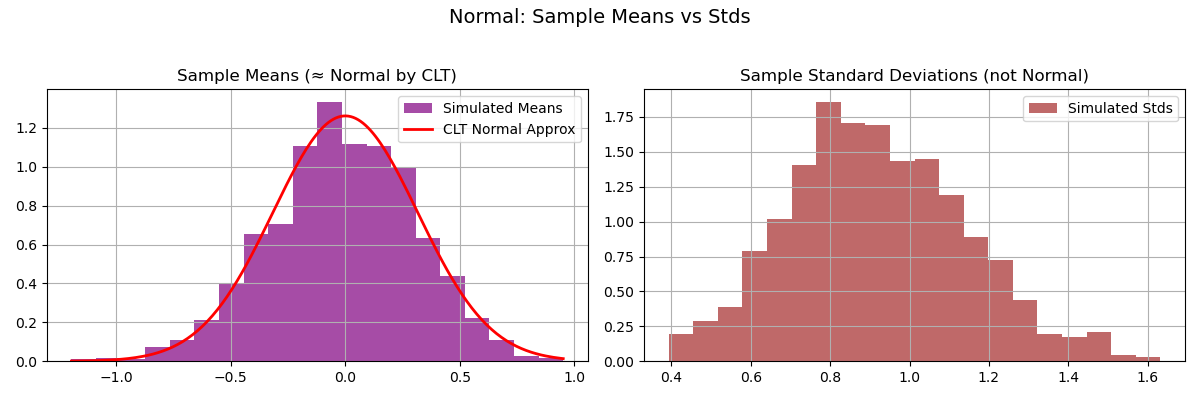 Normal: Sample Means vs Stds
Sample Means (≈ Normal by CLT)
Simulated Means
CLT Normal Approx
1.2
1.0
0.8
0.6
0.4
0.2
0.0
−1.0 −0.5 0.0 0.5 1.0
Sample Standard Deviations (not Normal)
Simulated Stds
1.75
1.50
1.25
1.00
0.75
0.50
0.25
0.00
0.4 0.6 0.8 1.0 1.2 1.4 1.6